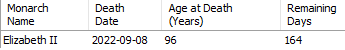 Monarch Name	Death Date	Age at Death (Years)	Remaining Days
Elizabeth II	2022-09-08	96	164